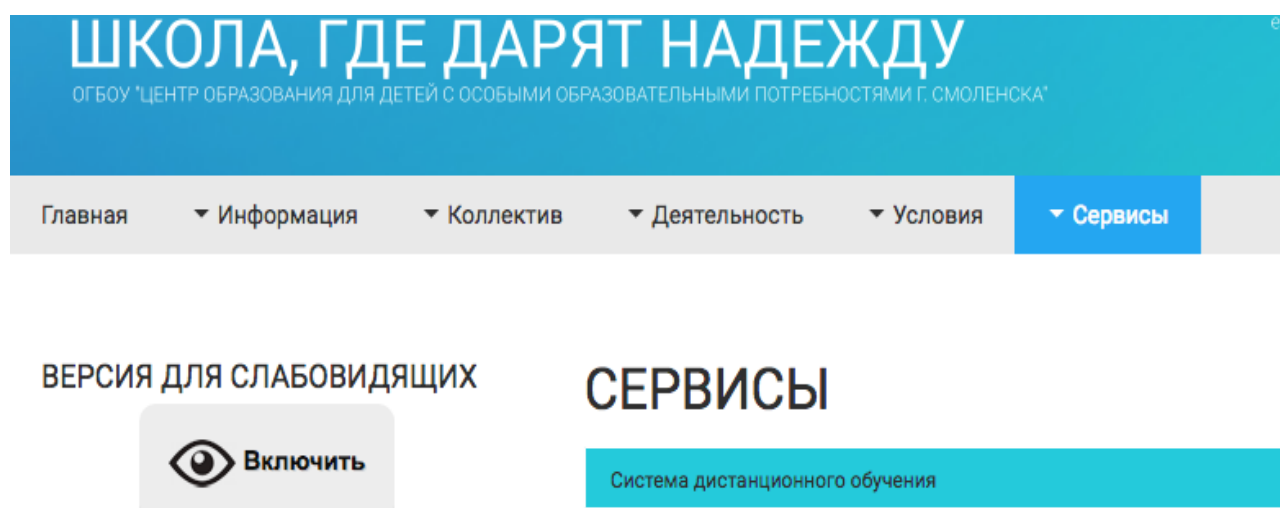 ШКОЛА, ГДЕ ДАРЯТ НАДЕЖДУ
ОГБОУ "ЦЕНТР ОБРАЗОВАНИЯ ДЛЯ ДЕТЕЙ С ОСОБЫМИ ОБРАЗОВАТЕЛЬНЫМИ ПОТРЕБНОСТЯМИ Г. СМОЛЕНСКА"
Главная Информация Коллектив Деятельность Условия Сервисы
ВЕРСИЯ ДЛЯ СЛАБОВИДЯЩИХ
Включить
СЕРВИСЫ
Система дистанционного обучения